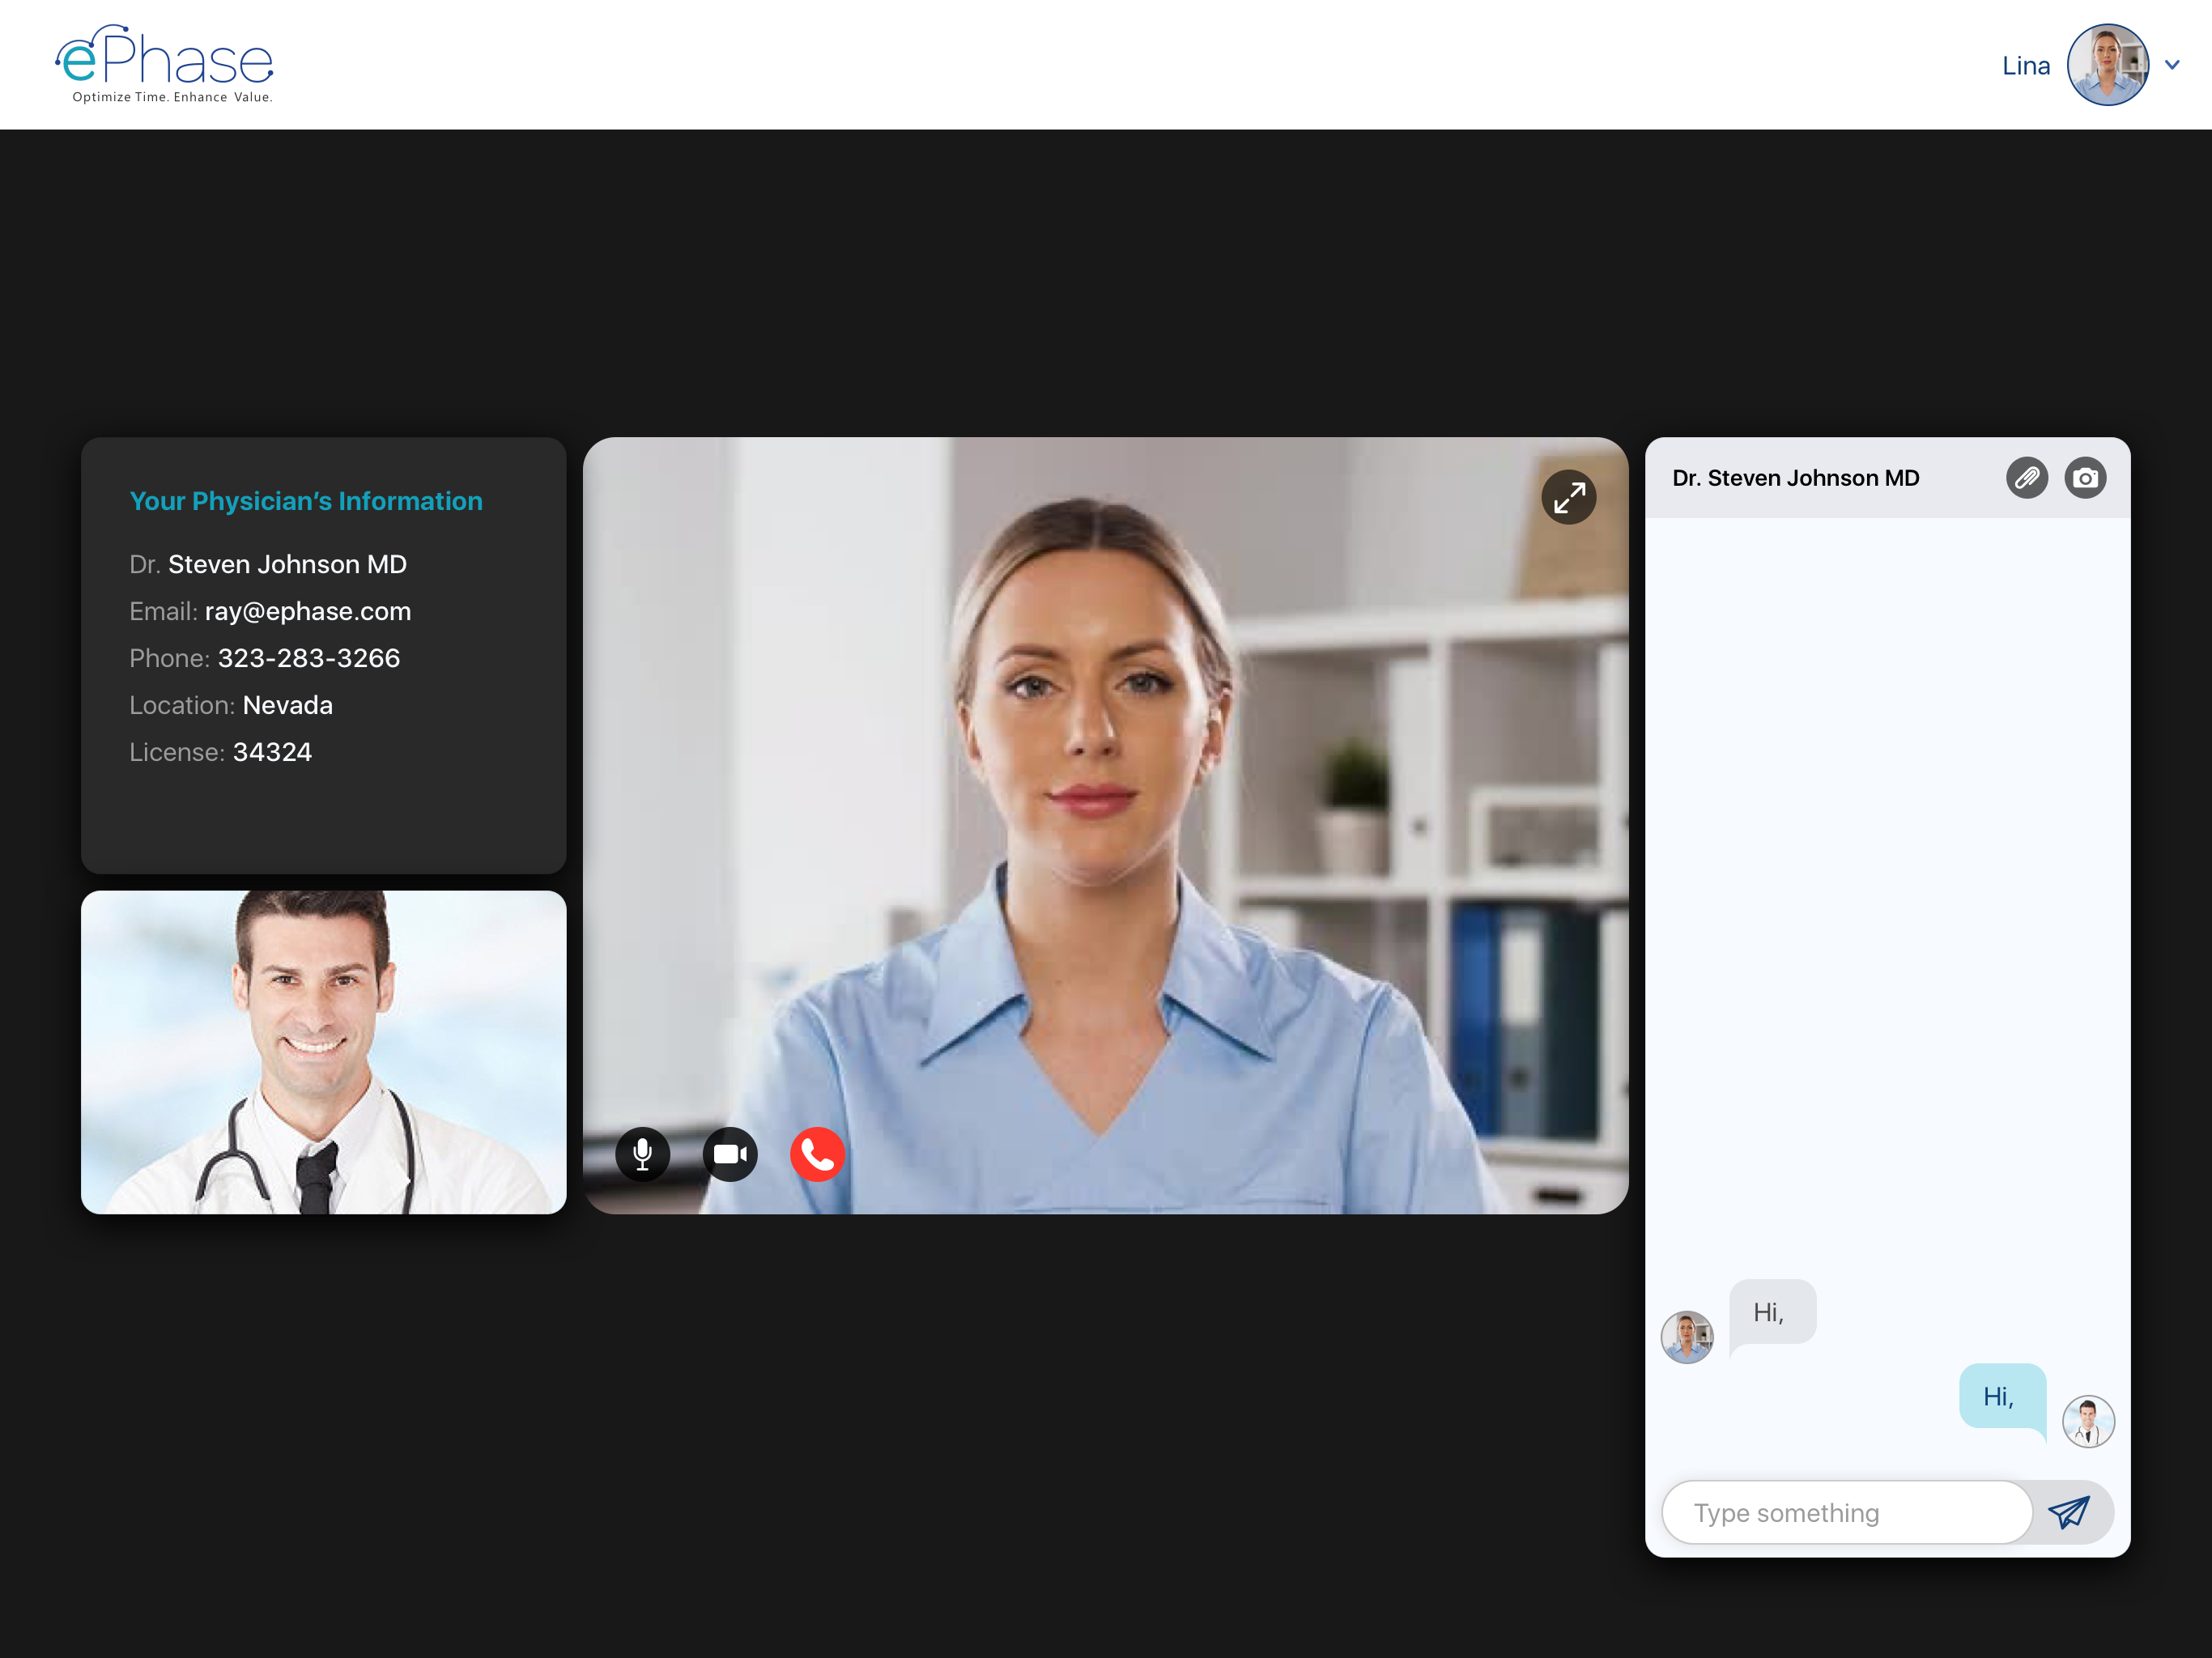 ePhase
Optimize Time. Enhance Value.
Lina
Your Physician’s Information
Dr. Steven Johnson MD
Email: ray@ephase.com
Phone: 323-283-3266
Location: Nevada
License: 34324
Dr. Steven Johnson MD
Hi,
Hi,
Type something